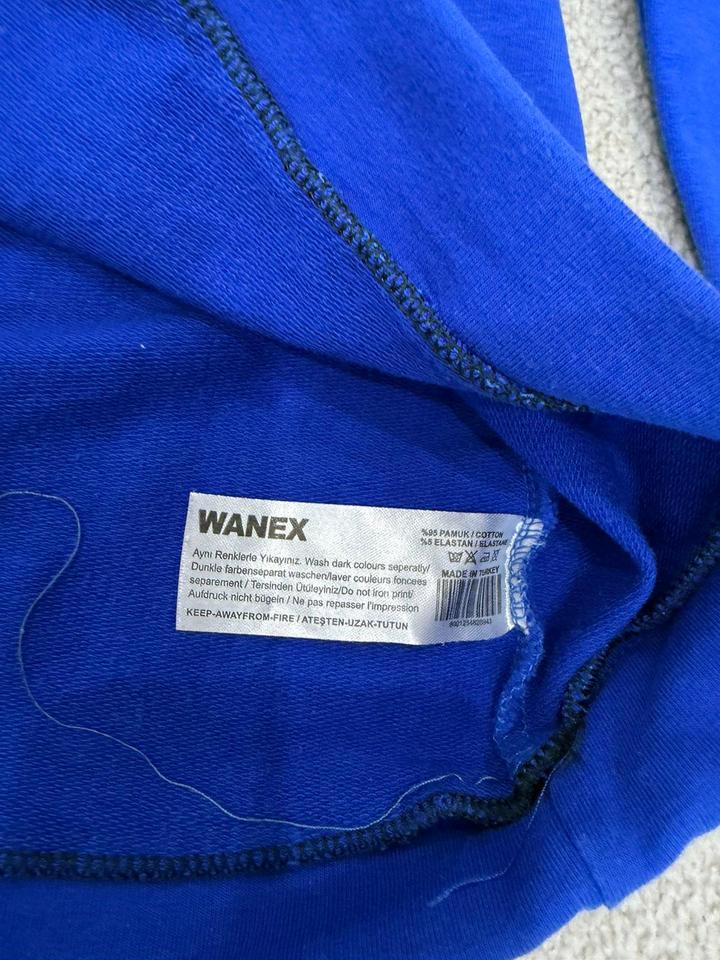 WANEX
Aynı Renklerle Yıkayınız. Wash dark colours seperatly/
Dunkle farbenseparat waschen/laver couleurs foncees
separement / Tersinden Ütüleyiniz/Do not iron print/
Aufdruck nicht bügeln / Ne pas repasser l'impression
KEEP-AWAYFROM-FIRE / ATEŞTEN-UZAK-TUTUN
%95 PAMUK / COTTON
%5 ELASTAN / ELASTANE
MADE IN TURKEY